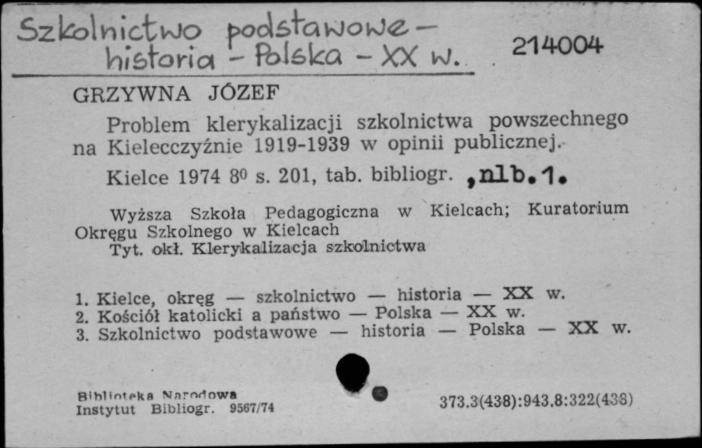 Szkolnictwo podstawowe –
historia – Polska – XX w.
214004
GRZYWNA JÓZEF
Problem klerykalizacji szkolnictwa powszechnego
na Kielecczyźnie 1919-1939 w opinii publicznej.
Kielce 1974 8⁰ s. 201, tab. bibliogr. , nlb. 1.
Wyższa Szkoła Pedagogiczna w Kielcach; Kuratorium
Okręgu Szkolnego w Kielcach
Tyt. okł. Klerykalizacja szkolnictwa
1. Kielce, okręg — szkolnictwo — historia — XX w.
2. Kościół katolicki a państwo — Polska — XX w.
3. Szkolnictwo podstawowe — historia — Polska — XX w.
Biblioteka Narodowa
Instytut Bibliogr. 9567/74
373.3(438):943.8:322(438)